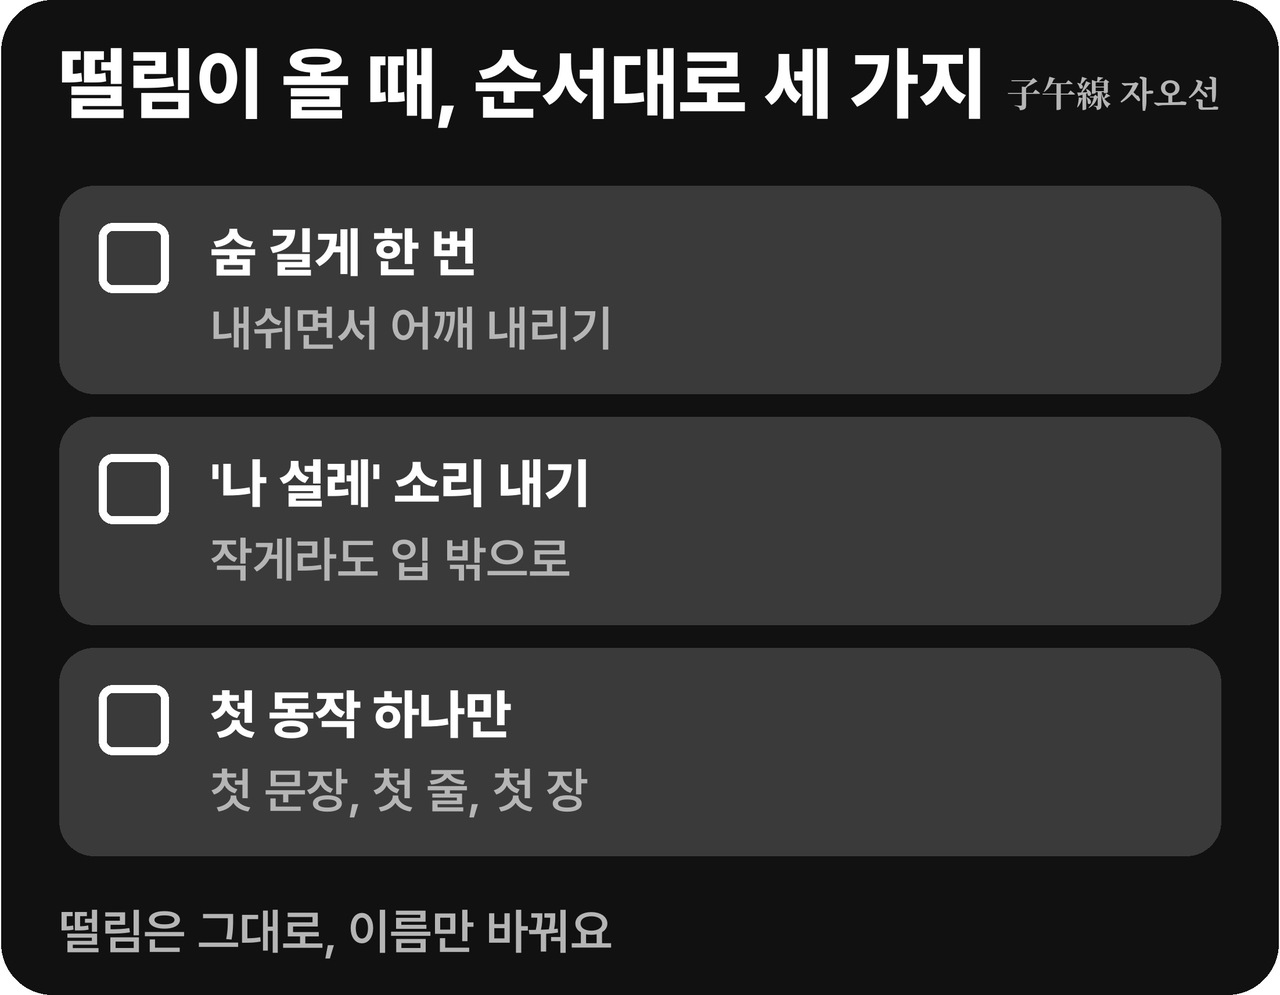 떨림이 올 때, 순서대로 세 가지 子午線 자오선
숨 길게 한 번
내쉬면서 어깨 내리기
'나 설레' 소리 내기
작게라도 입 밖으로
첫 동작 하나만
첫 문장, 첫 줄, 첫 장
떨림은 그대로, 이름만 바꿔요